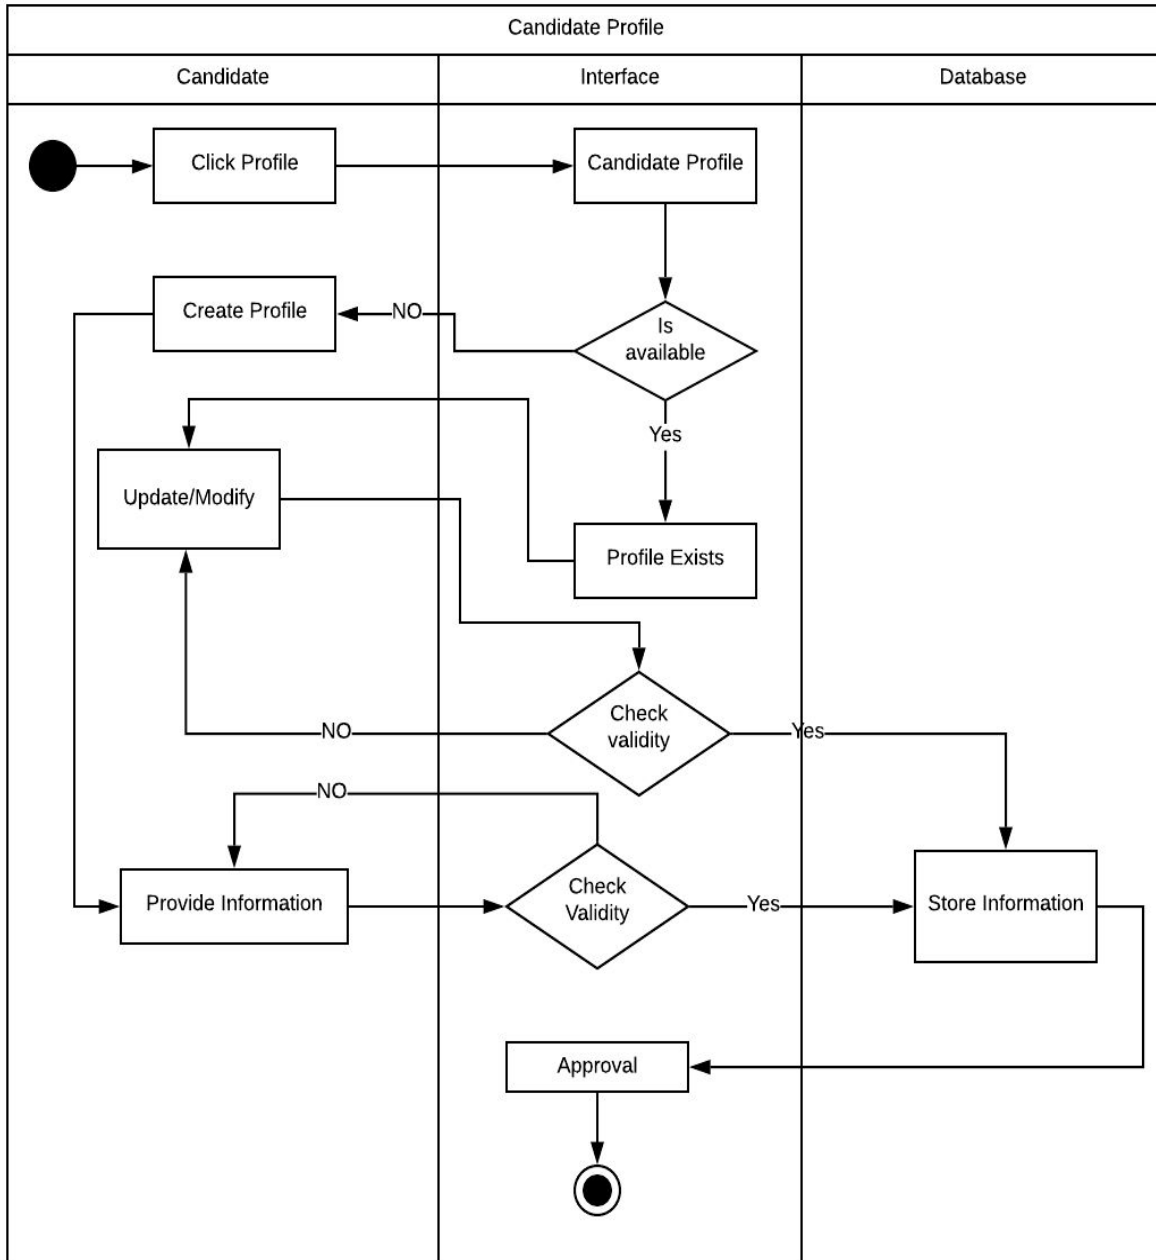 Candidate Profile
Candidate
Interface
Database
Click Profile
Candidate Profile
Create Profile
NO
Is
available
Yes
Update/Modify
Profile Exists
Check
validity
NO
Yes
NO
Provide Information
Check
Validity
Yes
Store Information
Approval